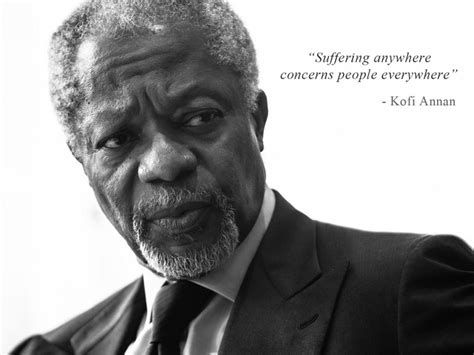 “Suffering anywhere
concerns people everywhere”
- Kofi Annan